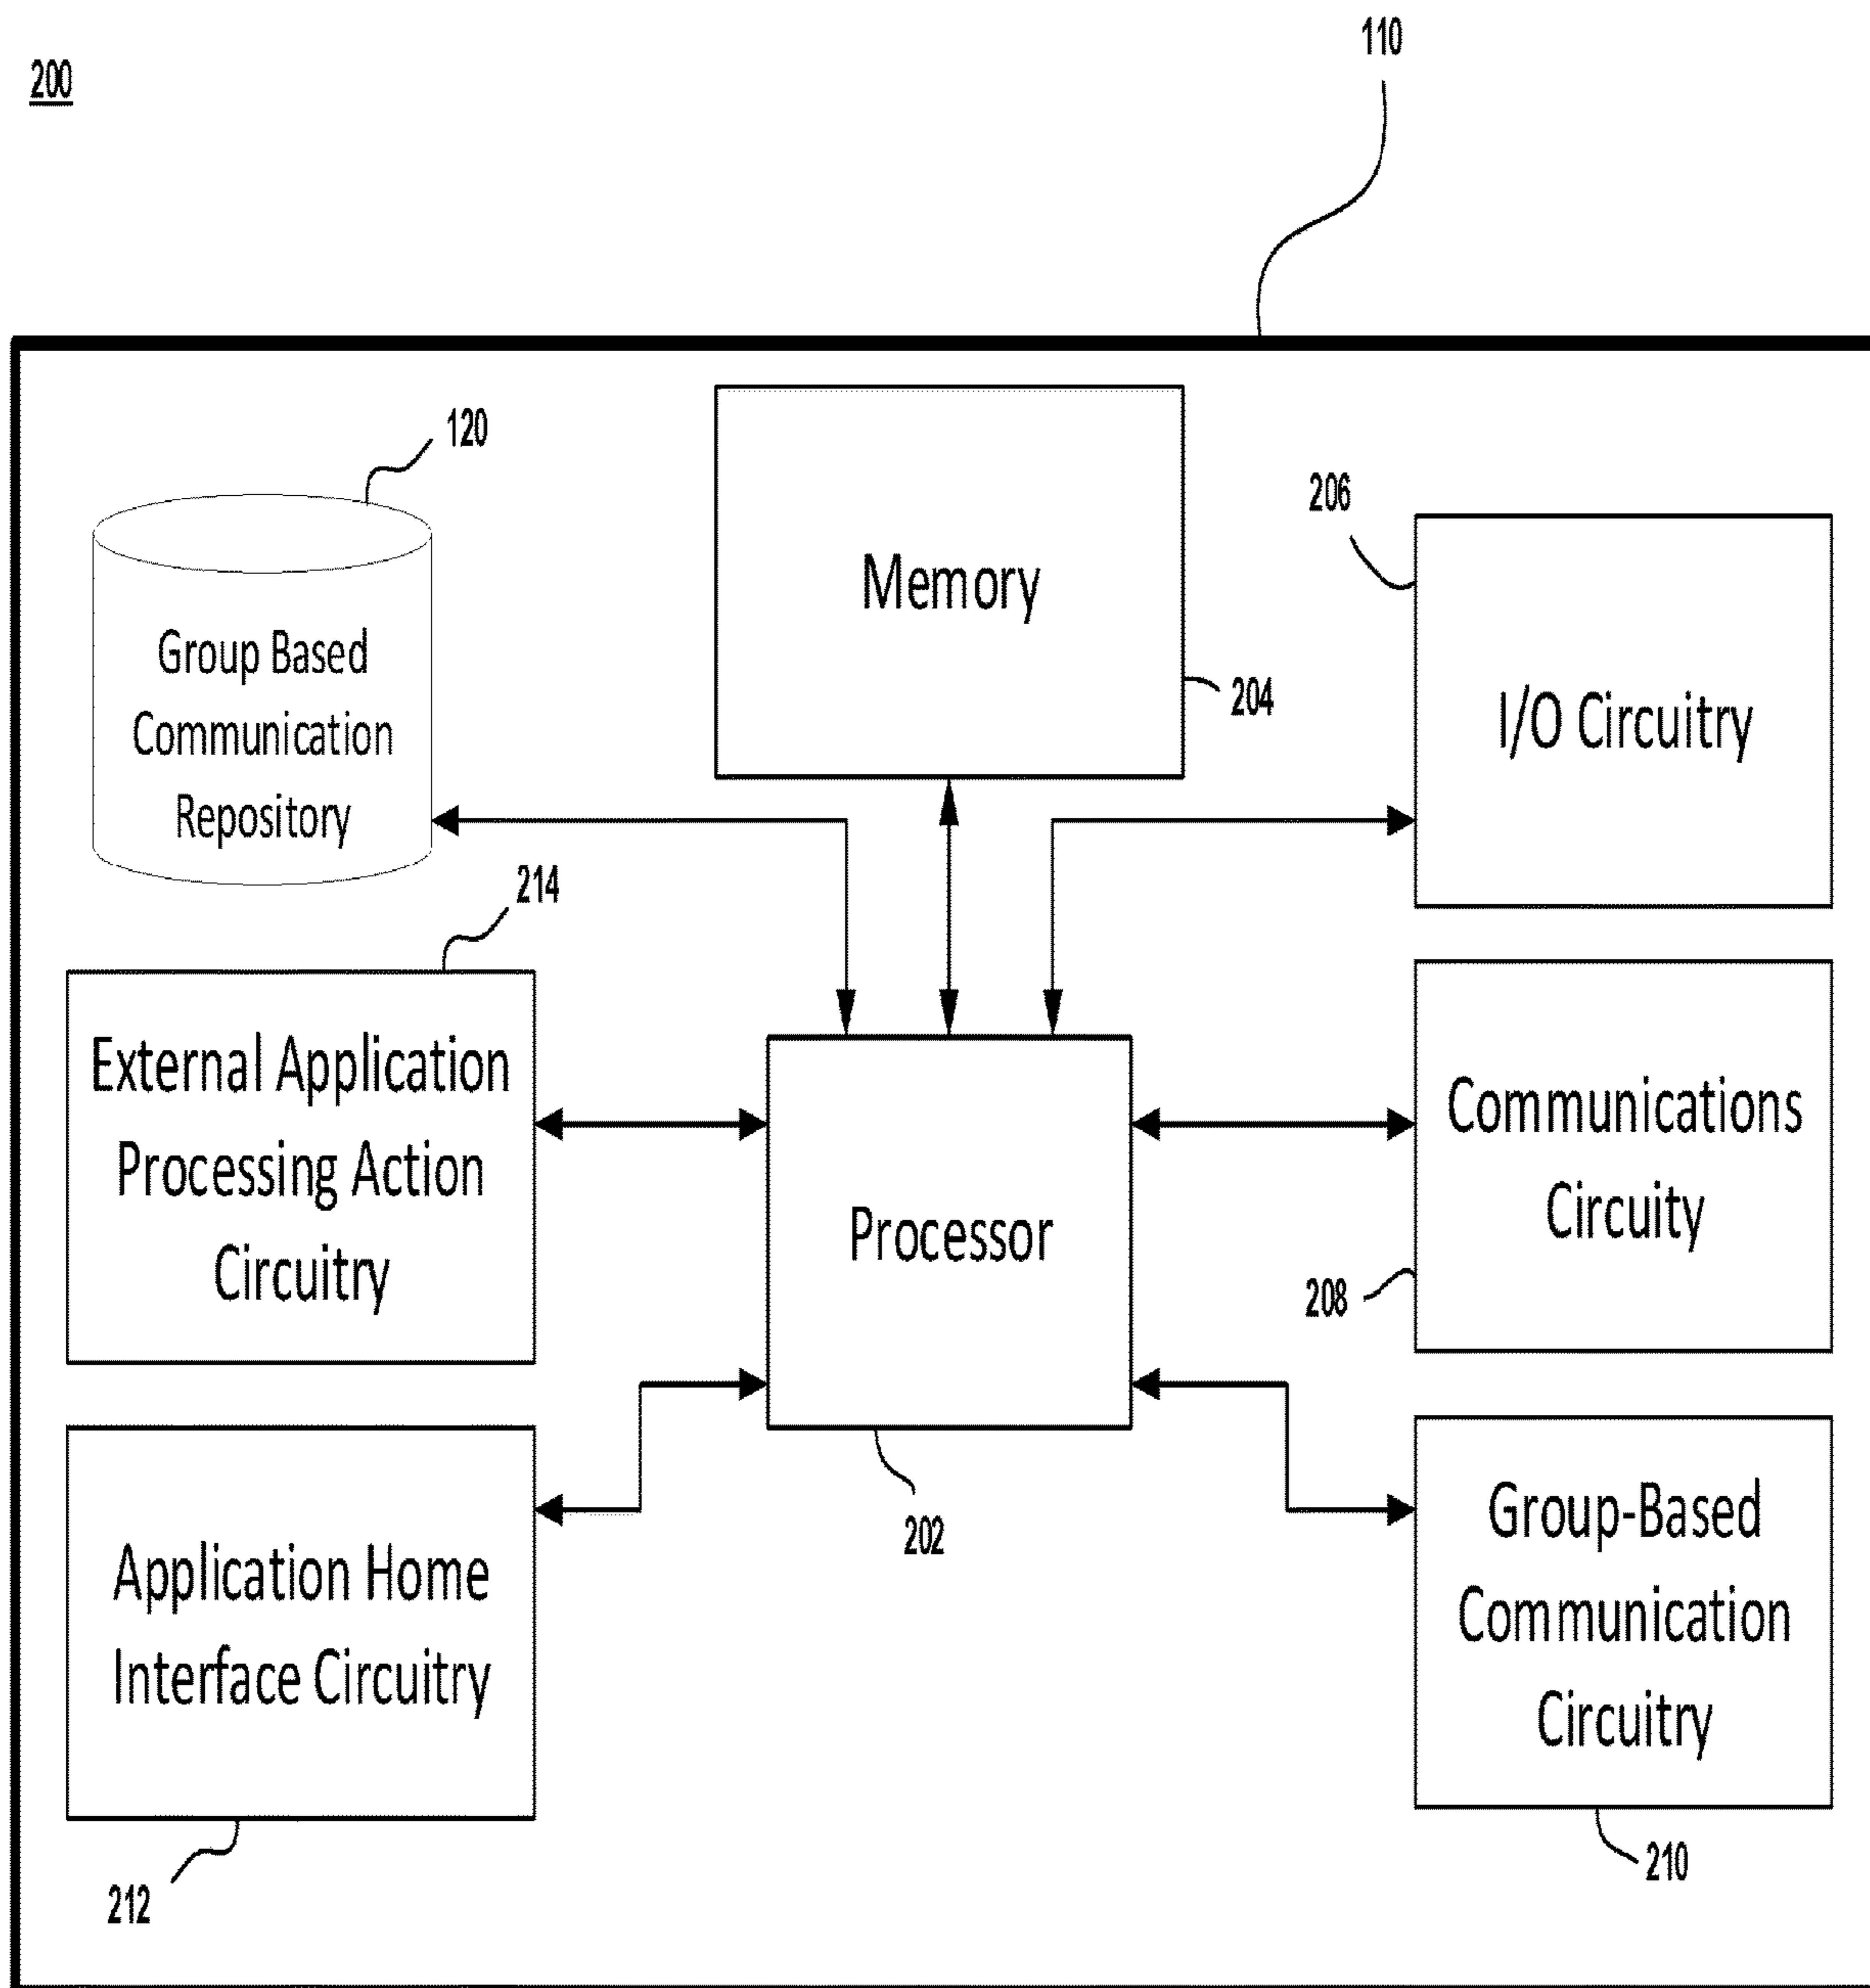 200
110
120
Group Based
Communication
Repository
Memory
204
206
I/O Circuitry
214
External Application
Processing Action
Circuitry
Processor
202
Communications
Circuity
208
Application Home
Interface Circuitry
212
Group-Based
Communication
Circuitry
210